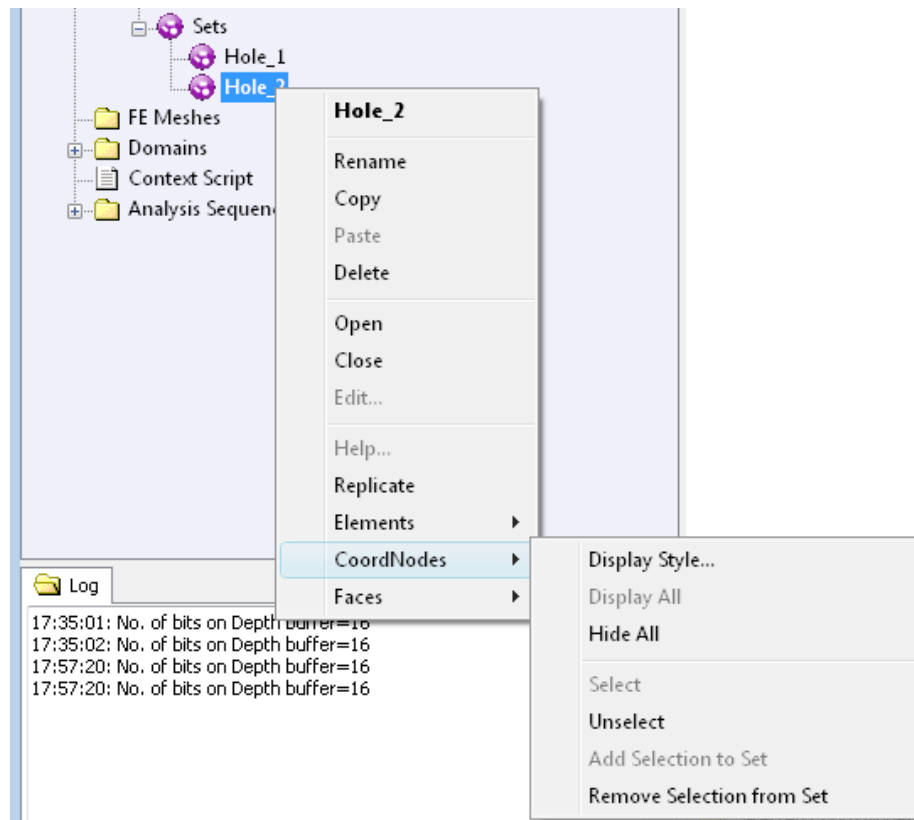 Sets
Hole_1
Hole_2
FE Meshes
Domains
Context Script
Analysis
Hole_2
Rename
Copy
Paste
Delete
Open
Close
Edit...
Help...
Replicate
Elements
CoordNodes
Faces
Display Style...
Display All
Hide All
Select
Unselect
Add Selection to Set
Remove Selection from Set
Log
17:35:01: No. of bits on Depth buffer=16
17:35:02: No. of bits on Depth buffer=16
17:57:20: No. of bits on Depth buffer=16
17:57:20: No. of bits on Depth buffer=16